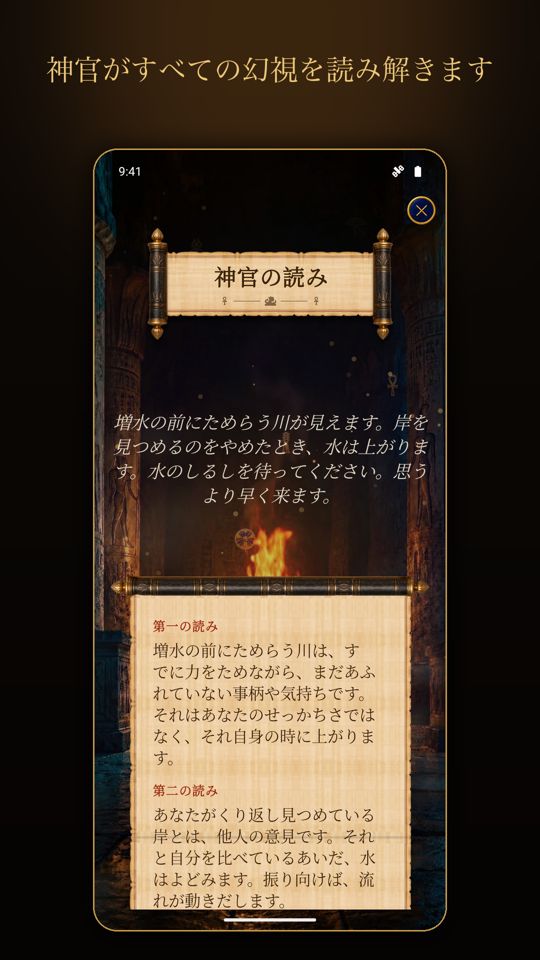 神官がすべての幻視を読み解きます
9:41
神官の読み
増水の前にためらう川が見えます。岸を
見つめるのをやめたとき、水は上がりま
す。水のしるしを待ってください。思う
より早く来ます。
第一の読み
増水の前にためらう川は、す
でに力をためながら、まだあふ
れていない事柄や気持ちです。
それはあなたのせっかちさでは
なく、それ自身の時に上がりま
す。
第二の読み
あなたがくり返し見つめている
岸とは、他人の意見です。それ
と自分を比べているあいだ、水
はよどみます。振り向けば、流
れが動きだします。